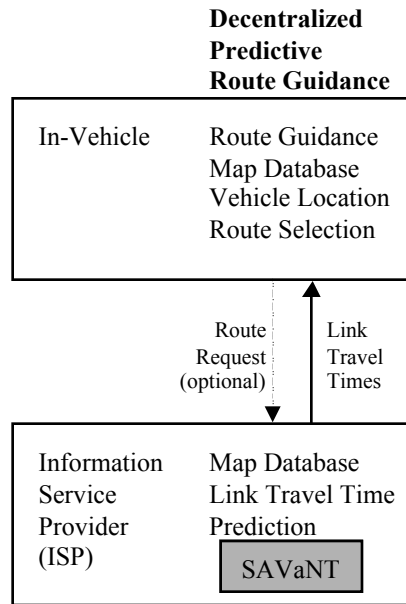 Decentralized
Predictive
Route Guidance
In-Vehicle
Route Guidance
Map Database
Vehicle Location
Route Selection
Route
Request
(optional)
Link
Travel
Times
Information
Service
Provider
(ISP)
Map Database
Link Travel Time
Prediction
SAVaNT